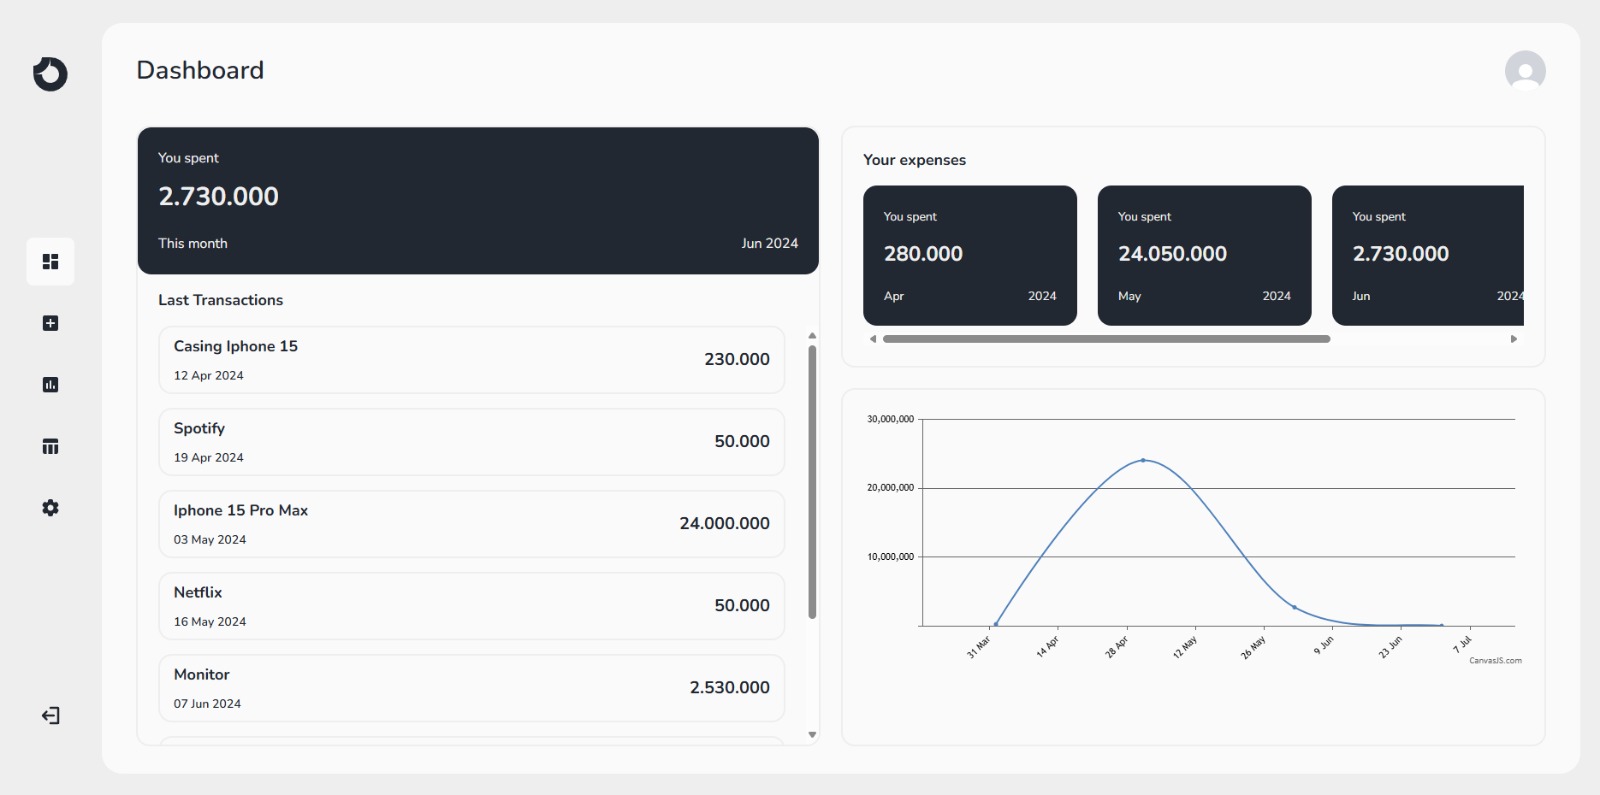 Dashboard
You spent
2.730.000
This month Jun 2024
Last Transactions
Casing Iphone 15
230.000
12 Apr 2024
Spotify
50.000
19 Apr 2024
Iphone 15 Pro Max
24.000.000
03 May 2024
Netflix
50.000
16 May 2024
Monitor
2.530.000
07 Jun 2024
Your expenses
You spent
280.000
Apr 2024
You spent
24.050.000
May 2024
You spent
2.730.000
Jun 2024
30,000,000
20,000,000
10,000,000
31 Mar
14 Apr
28 Apr
12 May
26 May
9 Jun
23 Jun
7 Jul
CanvasJS.com